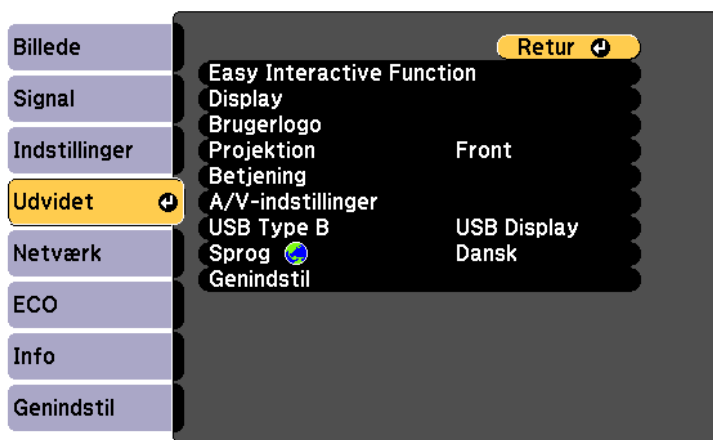 Billede
Signal
Indstillinger
Udvidet
Netværk
ECO
Info
Genindstil
Retur
Easy Interactive Function
Display
Brugerlogo
Projektion Front
Betjening
A/V-indstillinger
USB Type B USB Display
Sprog Dansk
Genindstil